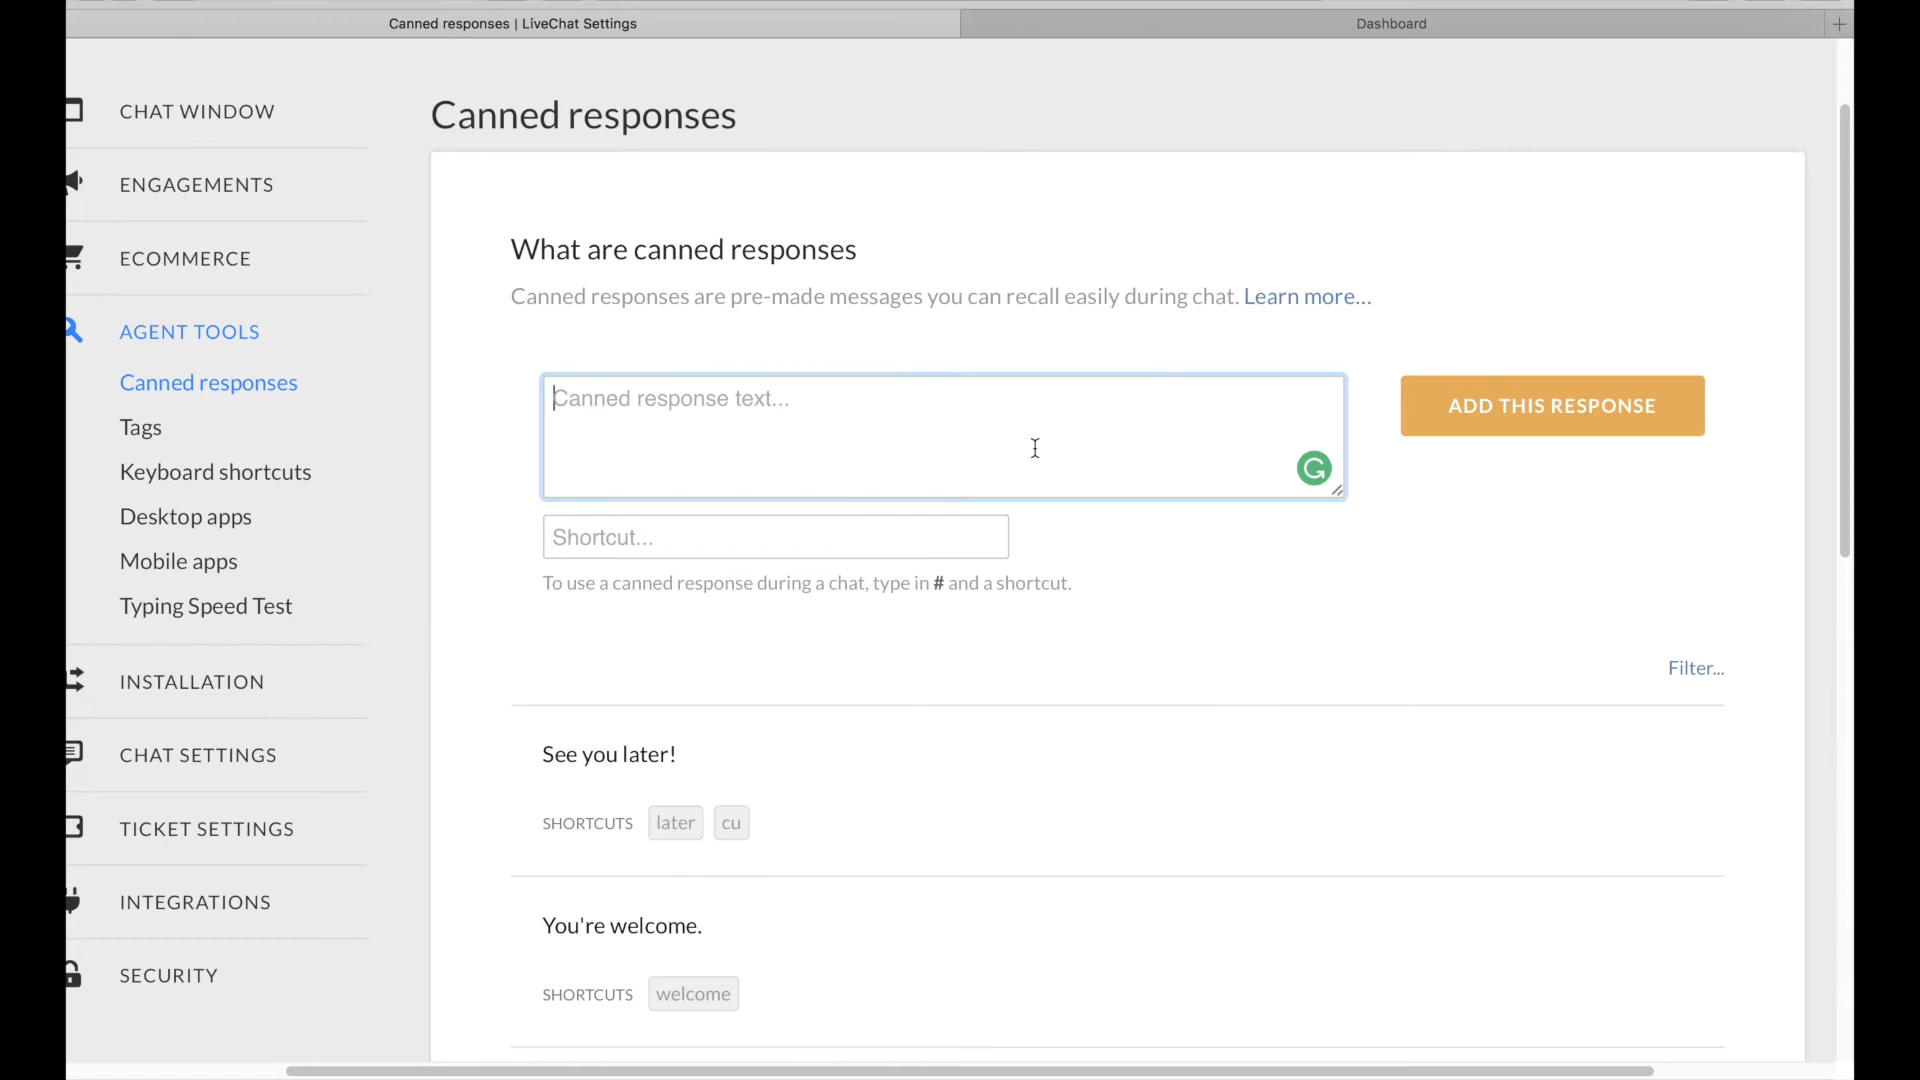 Canned responses | LiveChat Settings
Dashboard
CHAT WINDOW
ENGAGEMENTS
ECOMMERCE
AGENT TOOLS
Canned responses
Tags
Keyboard shortcuts
Desktop apps
Mobile apps
Typing Speed Test
INSTALLATION
CHAT SETTINGS
TICKET SETTINGS
INTEGRATIONS
SECURITY
Canned responses
What are canned responses
Canned responses are pre-made messages you can recall easily during chat. Learn more...
Canned response text...
ADD THIS RESPONSE
Shortcut...
To use a canned response during a chat, type in # and a shortcut.
Filter...
See you later!
SHORTCUTS later cu
You're welcome.
SHORTCUTS welcome